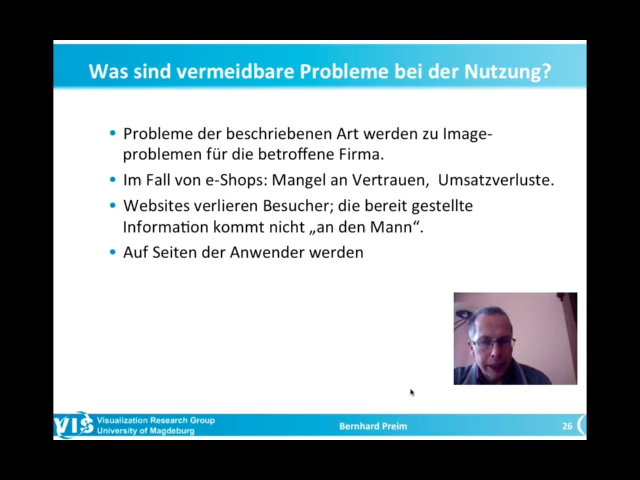 Was sind vermeidbare Probleme bei der Nutzung?
• Probleme der beschriebenen Art werden zu Image-
problemen für die betroffene Firma.
• Im Fall von e-Shops: Mangel an Vertrauen, Umsatzverluste.
• Websites verlieren Besucher; die bereit gestellte
Information kommt nicht „an den Mann“.
• Auf Seiten der Anwender werden
VIS
Visualization Research Group
University of Magdeburg
Bernhard Preim
26